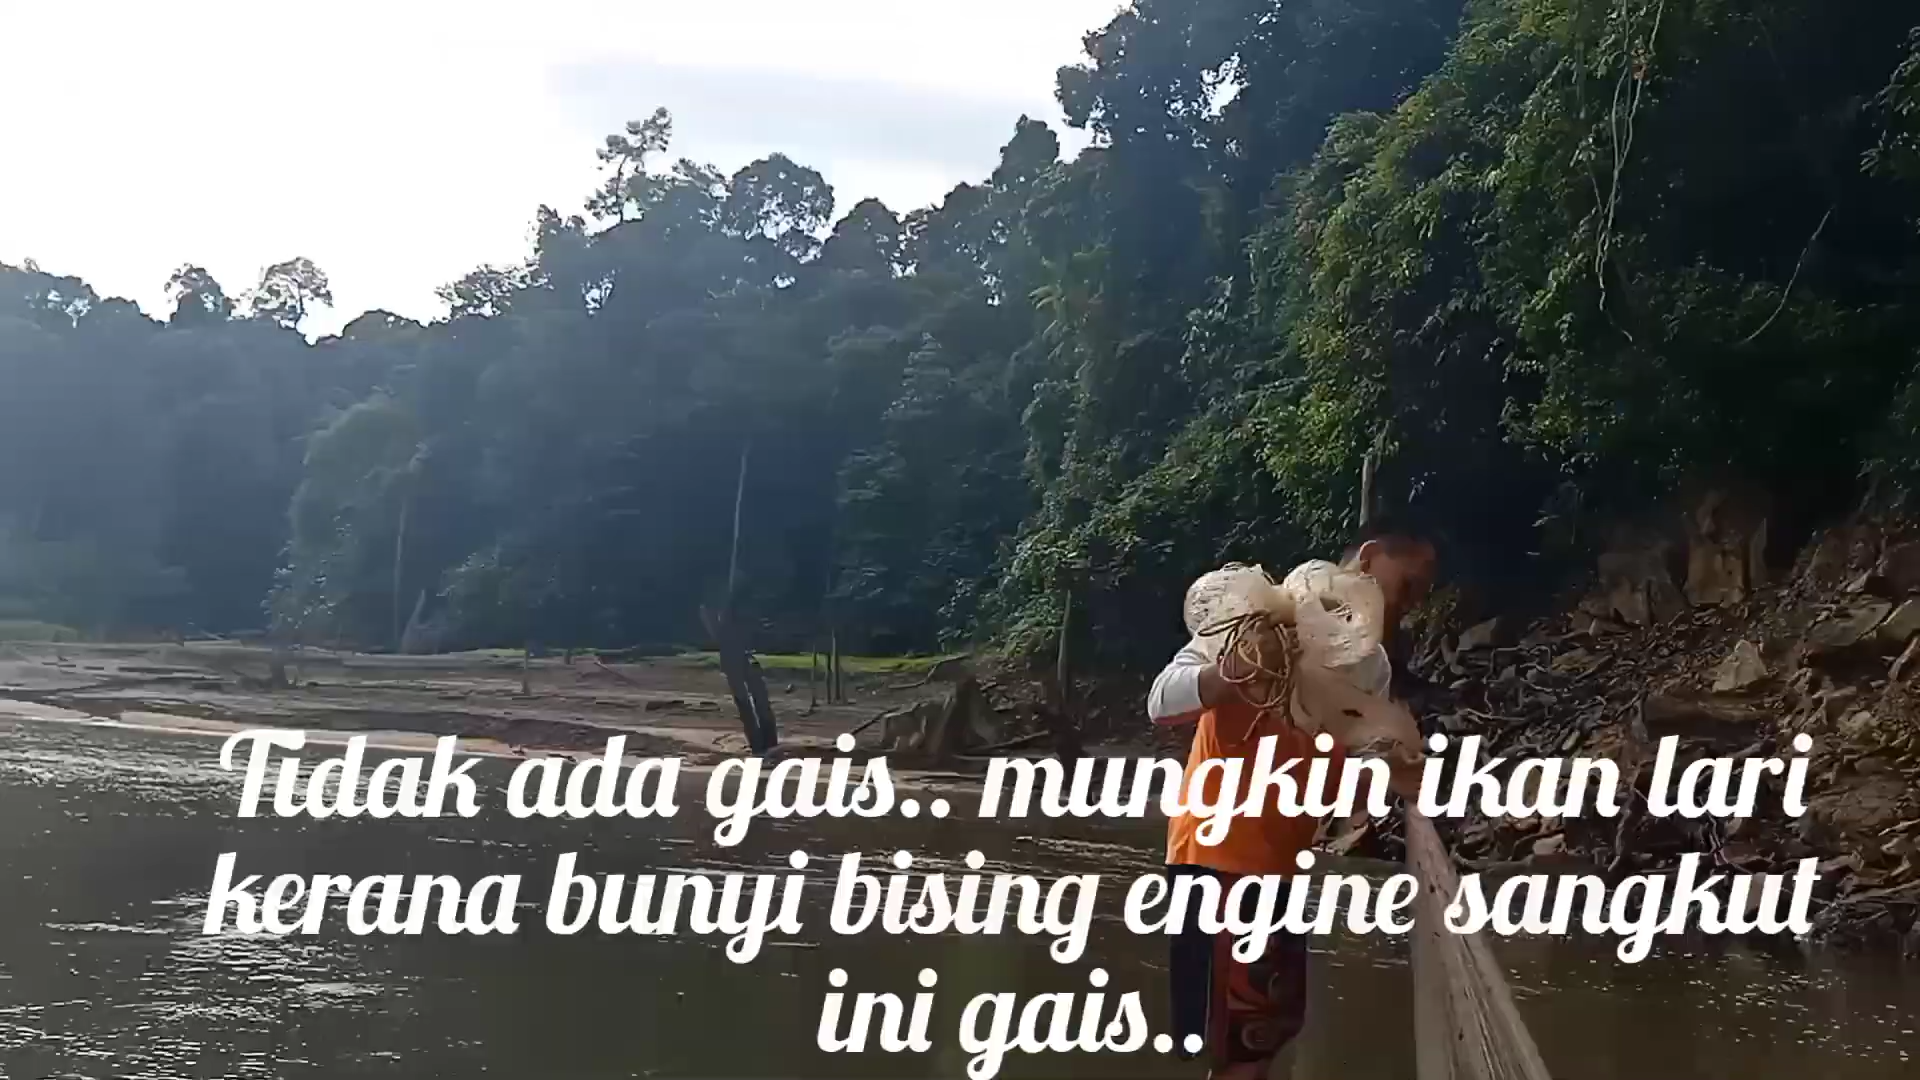 Tidak ada gais.. mungkin ikan lari
kerana bunyi bising engine sangkut
ini gais..